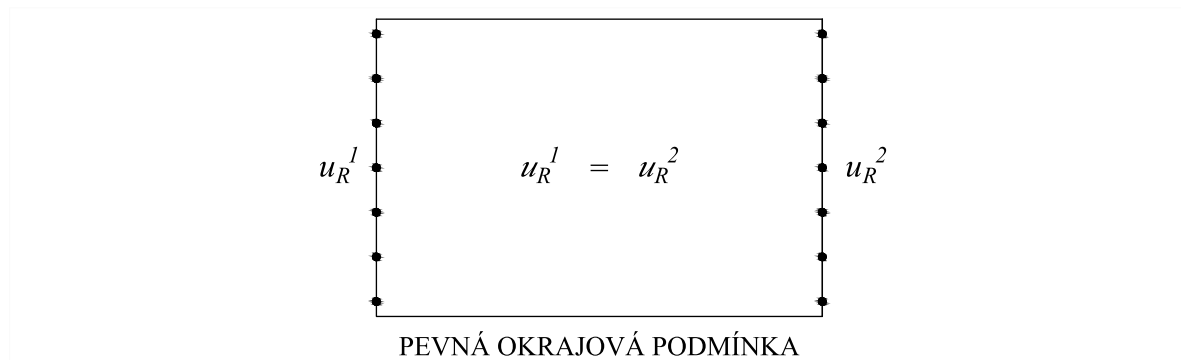 u_R^1 u_R^1 = u_R^2 u_R^2
PEVNÁ OKRAJOVÁ PODMÍNKA